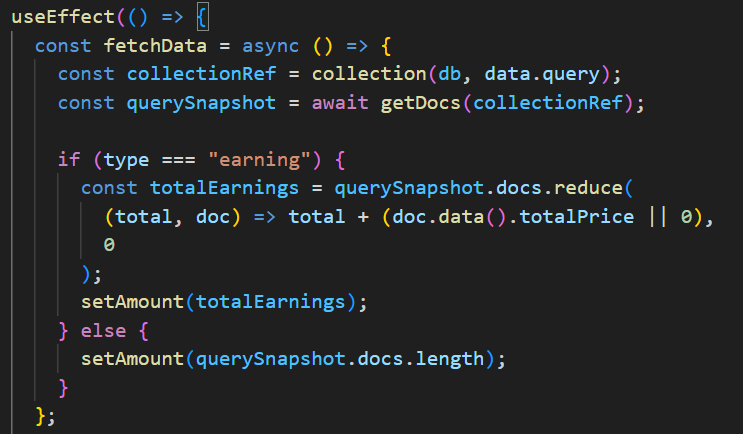 useEffect(() => {
const fetchData = async () => {
const collectionRef = collection(db, data.query);
const querySnapshot = await getDocs(collectionRef);
if (type === "earning") {
const totalEarnings = querySnapshot.docs.reduce(
(total, doc) => total + (doc.data().totalPrice || 0),
0
);
setAmount(totalEarnings);
} else {
setAmount(querySnapshot.docs.length);
}
};